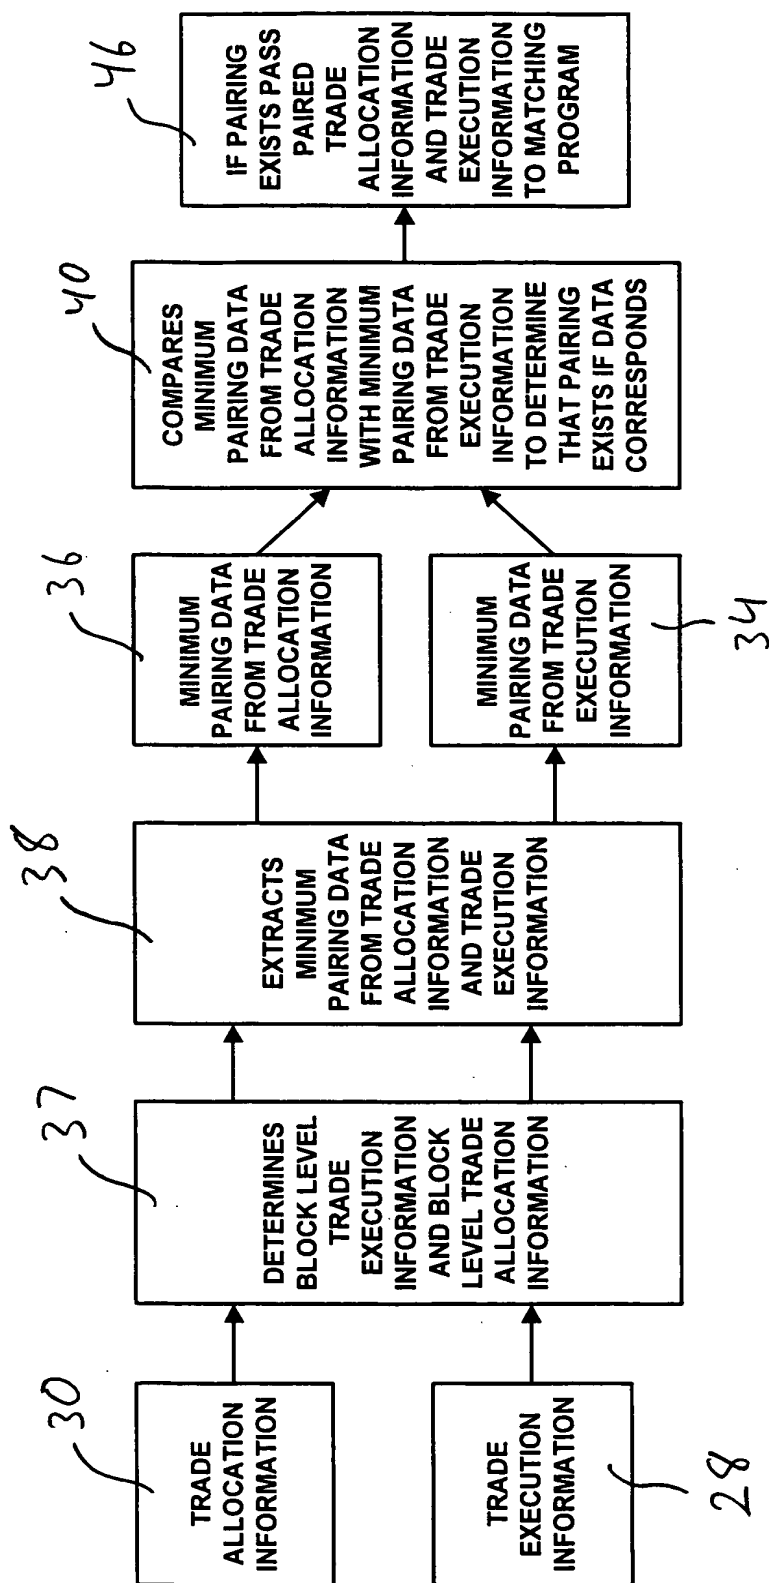 30
TRADE
ALLOCATION
INFORMATION
TRADE
EXECUTION
INFORMATION
28
37
DETERMINES
BLOCK LEVEL
TRADE
EXECUTION
INFORMATION
AND BLOCK
LEVEL TRADE
ALLOCATION
INFORMATION
38
EXTRACTS
MINIMUM
PAIRING DATA
FROM TRADE
ALLOCATION
INFORMATION
AND TRADE
EXECUTION
INFORMATION
36
MINIMUM
PAIRING DATA
FROM TRADE
ALLOCATION
INFORMATION
MINIMUM
PAIRING DATA
FROM TRADE
EXECUTION
INFORMATION
34
40
COMPARES
MINIMUM
PAIRING DATA
FROM TRADE
ALLOCATION
INFORMATION
WITH MINIMUM
PAIRING DATA
FROM TRADE
EXECUTION
INFORMATION
TO DETERMINE
THAT PAIRING
EXISTS IF DATA
CORRESPONDS
46
IF PAIRING
EXISTS PASS
PAIRED
TRADE
ALLOCATION
INFORMATION
AND TRADE
EXECUTION
INFORMATION
TO MATCHING
PROGRAM